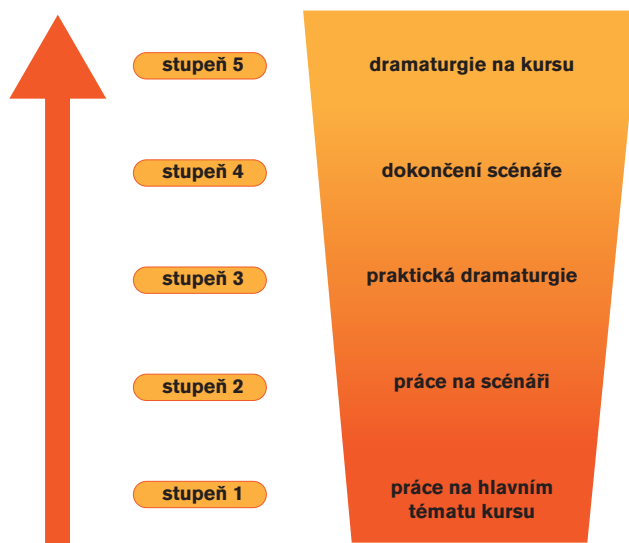 stupeň 5
dramaturgie na kursu
stupeň 4
dokončení scénáře
stupeň 3
praktická dramaturgie
stupeň 2
práce na scénáři
stupeň 1
práce na hlavním
tématu kursu